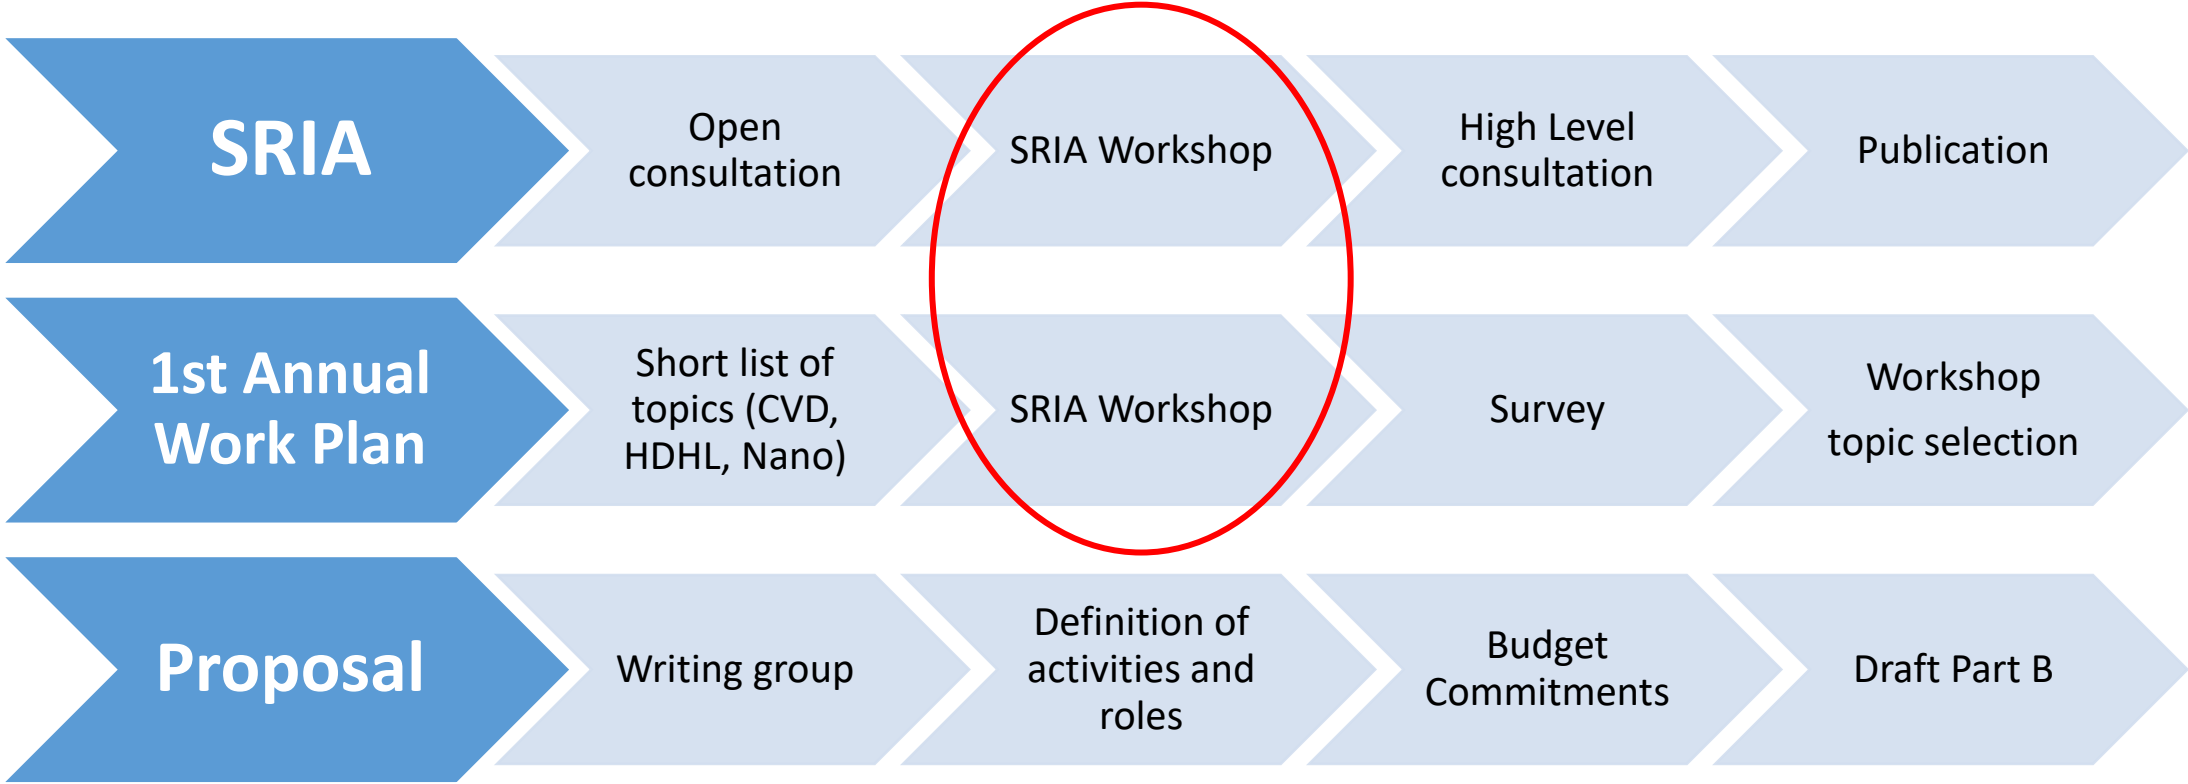 SRIA
Open
consultation
SRIA Workshop
High Level
consultation
Publication
1st Annual
Work Plan
Short list of
topics (CVD,
HDHL, Nano)
SRIA Workshop
Survey
Workshop
topic selection
Proposal
Writing group
Definition of
activities and
roles
Budget
Commitments
Draft Part B